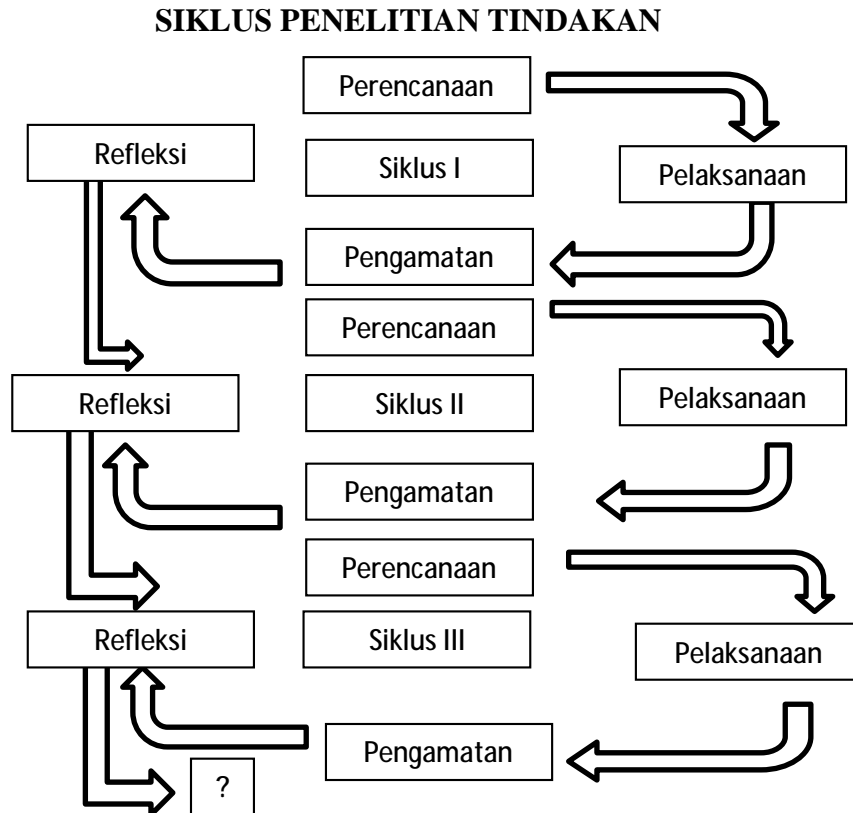 SIKLUS PENELITIAN TINDAKAN
Perencanaan
Refleksi
Siklus I
Pelaksanaan
Pengamatan
Perencanaan
Refleksi
Siklus II
Pelaksanaan
Pengamatan
Perencanaan
Refleksi
Siklus III
Pelaksanaan
Pengamatan
?